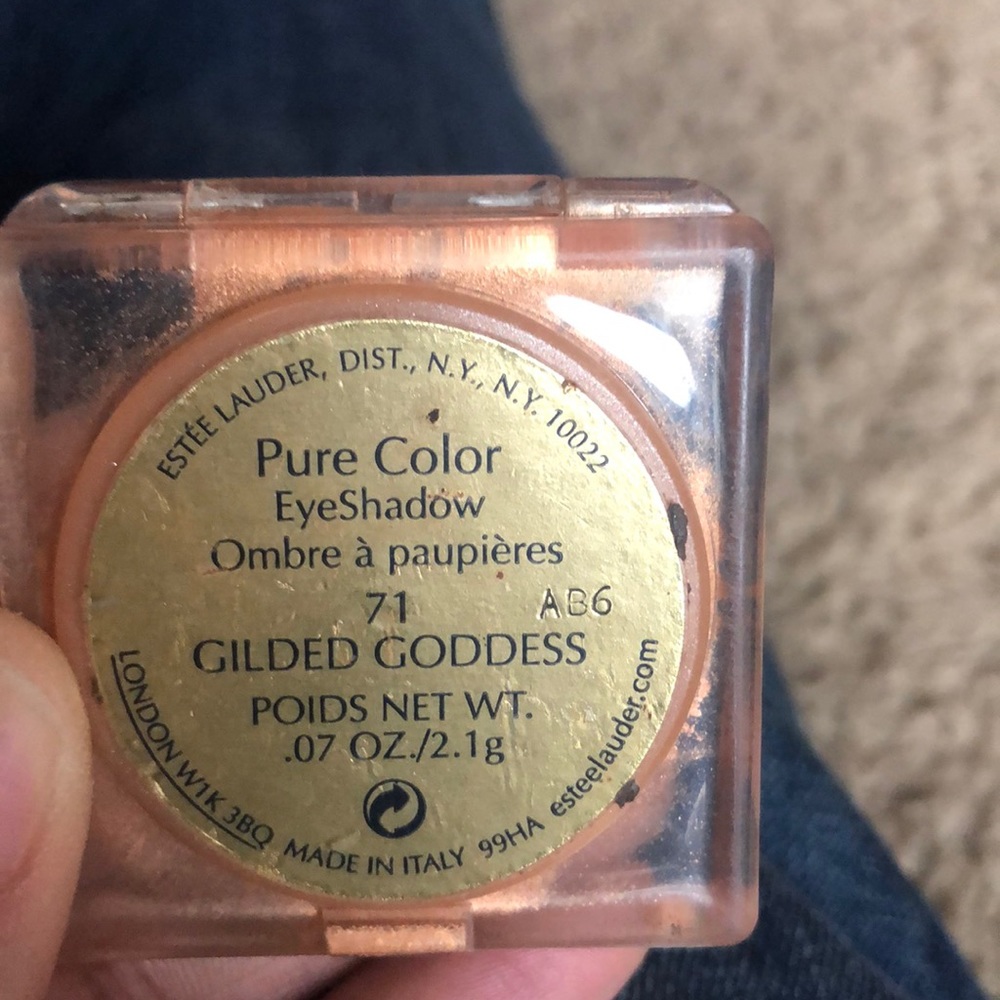 ESTÉE LAUDER, DIST., N.Y., N.Y. 10022
Pure Color
EyeShadow
Ombre à paupières
71 AB6
GILDED GODDESS
POIDS NET WT.
.07 OZ./2.1g
LONDON W1K 3BQ MADE IN ITALY 99HA esteelauder.com